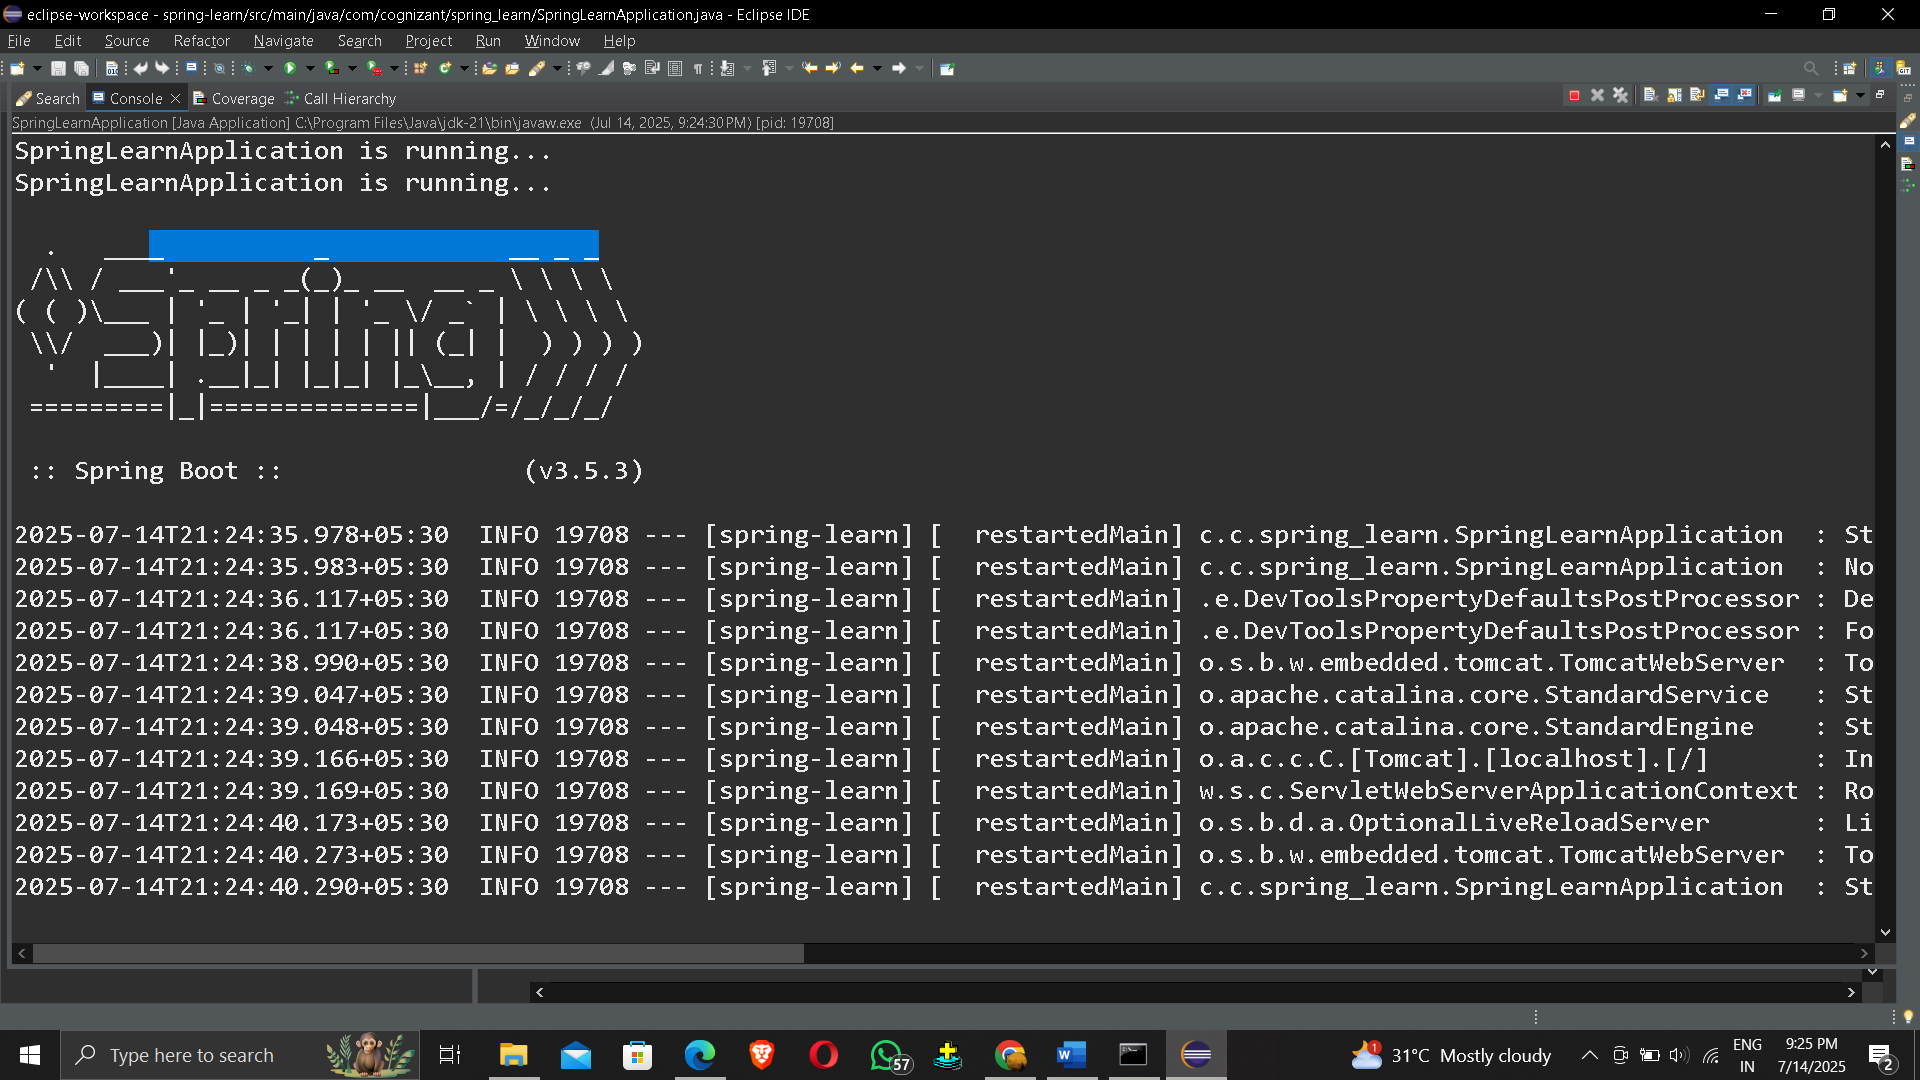 eclipse-workspace - spring-learn/src/main/java/com/cognizant/spring_learn/SpringLearnApplication.java - Eclipse IDE
File Edit Source Refactor Navigate Search Project Run Window Help
Search Console Coverage Call Hierarchy
SpringLearnApplication [Java Application] C:\Program Files\Java\jdk-21\bin\javaw.exe (Jul 14, 2025, 9:24:30 PM) [pid: 19708]
SpringLearnApplication is running...
SpringLearnApplication is running...
  .   ____          _            __ _ _
 /\\ / ___'_ __ _ _(_)_ __  __ _ \ \ \ \
( ( )\___ | '_ | '_| | '_ \/ _` | \ \ \ \
 \\/  ___)| |_)| | | | | || (_| |  ) ) ) )
  '  |____| .__|_| |_|_| |_\__, | / / / /
 =========|_|==============|___/=/_/_/_/
 :: Spring Boot ::                (v3.5.3)
2025-07-14T21:24:35.978+05:30  INFO 19708 --- [spring-learn] [  restartedMain] c.c.spring_learn.SpringLearnApplication  : St
2025-07-14T21:24:35.983+05:30  INFO 19708 --- [spring-learn] [  restartedMain] c.c.spring_learn.SpringLearnApplication  : No
2025-07-14T21:24:36.117+05:30  INFO 19708 --- [spring-learn] [  restartedMain] .e.DevToolsPropertyDefaultsPostProcessor : De
2025-07-14T21:24:36.117+05:30  INFO 19708 --- [spring-learn] [  restartedMain] .e.DevToolsPropertyDefaultsPostProcessor : Fo
2025-07-14T21:24:38.990+05:30  INFO 19708 --- [spring-learn] [  restartedMain] o.s.b.w.embedded.tomcat.TomcatWebServer  : To
2025-07-14T21:24:39.047+05:30  INFO 19708 --- [spring-learn] [  restartedMain] o.apache.catalina.core.StandardService   : St
2025-07-14T21:24:39.048+05:30  INFO 19708 --- [spring-learn] [  restartedMain] o.apache.catalina.core.StandardEngine    : St
2025-07-14T21:24:39.166+05:30  INFO 19708 --- [spring-learn] [  restartedMain] o.a.c.c.C.[Tomcat].[localhost].[/]       : In
2025-07-14T21:24:39.169+05:30  INFO 19708 --- [spring-learn] [  restartedMain] w.s.c.ServletWebServerApplicationContext : Ro
2025-07-14T21:24:40.173+05:30  INFO 19708 --- [spring-learn] [  restartedMain] o.s.b.d.a.OptionalLiveReloadServer       : Li
2025-07-14T21:24:40.273+05:30  INFO 19708 --- [spring-learn] [  restartedMain] o.s.b.w.embedded.tomcat.TomcatWebServer  : To
2025-07-14T21:24:40.290+05:30  INFO 19708 --- [spring-learn] [  restartedMain] c.c.spring_learn.SpringLearnApplication  : St
Type here to search
57
1
31°C Mostly cloudy
ENG
IN
9:25 PM
7/14/2025
2